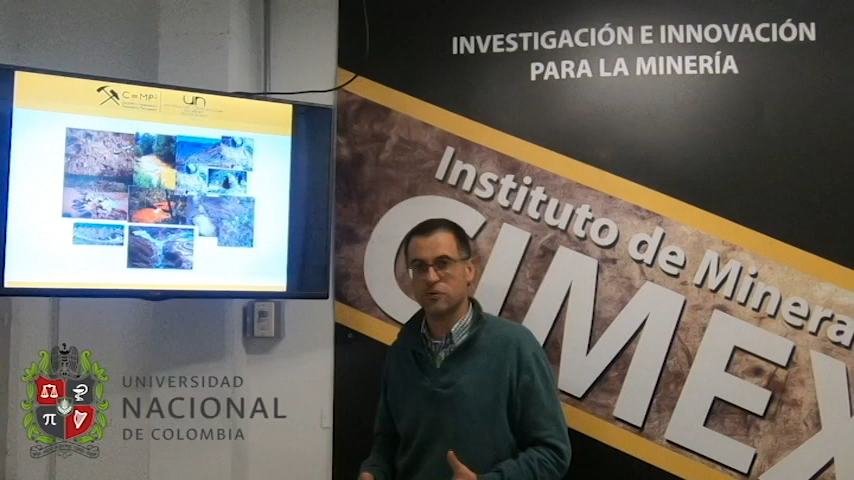 INVESTIGACIÓN E INNOVACIÓN
PARA LA MINERÍA
Instituto de Minera
CIMEX
UNIVERSIDAD
NACIONAL
DE COLOMBIA